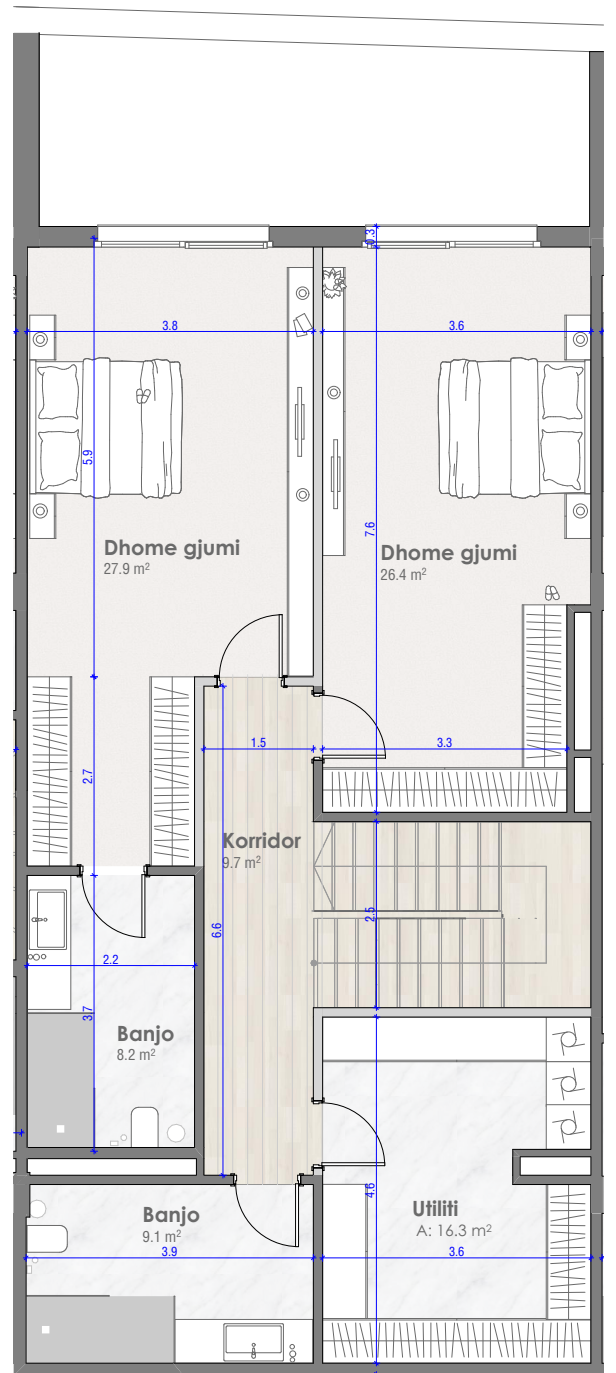 0.3
3.8
3.6
5.9
7.6
Dhome gjumi
27.9 m²
Dhome gjumi
26.4 m²
1.5
3.3
2.7
Korridor
9.7 m²
2.5
6.6
2.2
3.7
Banjo
8.2 m²
4.6
Banjo
9.1 m²
3.9
Utiliti
A: 16.3 m²
3.6